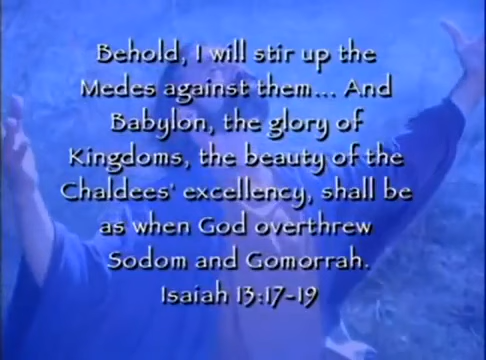 Behold, I will stir up the
Medes against them... And
Babylon, the glory of
Kingdoms, the beauty of the
Chaldees' excellency, shall be
as when God overthrew
Sodom and Gomorrah.
Isaiah 13:17-19